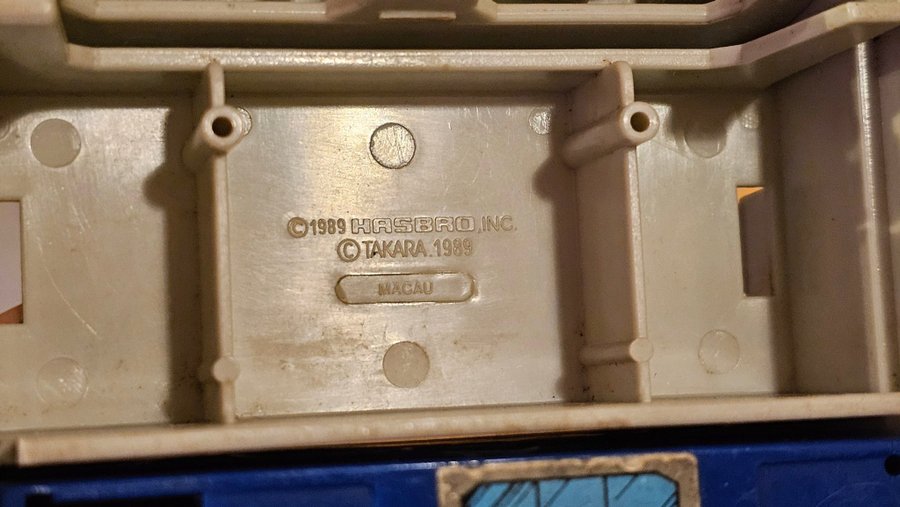 ©1989 HASBRO, INC.
© TAKARA. 1989
MACAU